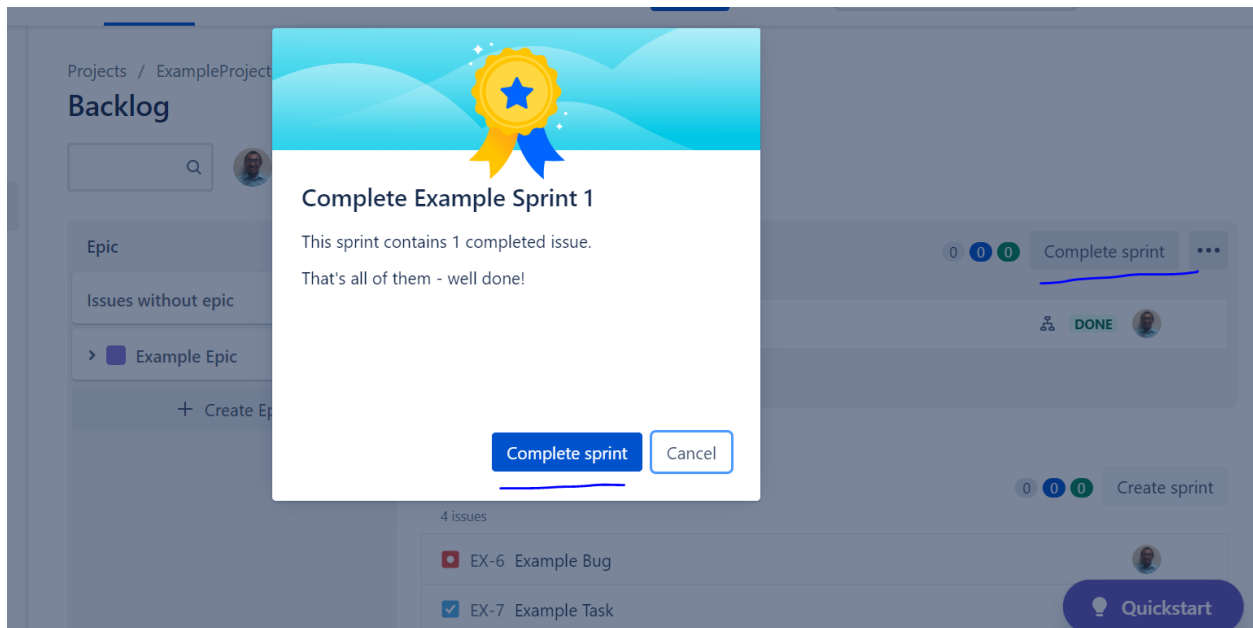 Projects / ExampleProject
Backlog
Epic
Issues without epic
Example Epic
+ Create
Complete Example Sprint 1
This sprint contains 1 completed issue.
That's all of them - well done!
Complete sprint Cancel
0 0 0 Complete sprint
DONE
0 0 0 Create sprint
4 issues
EX-6 Example Bug
EX-7 Example Task
Quickstart